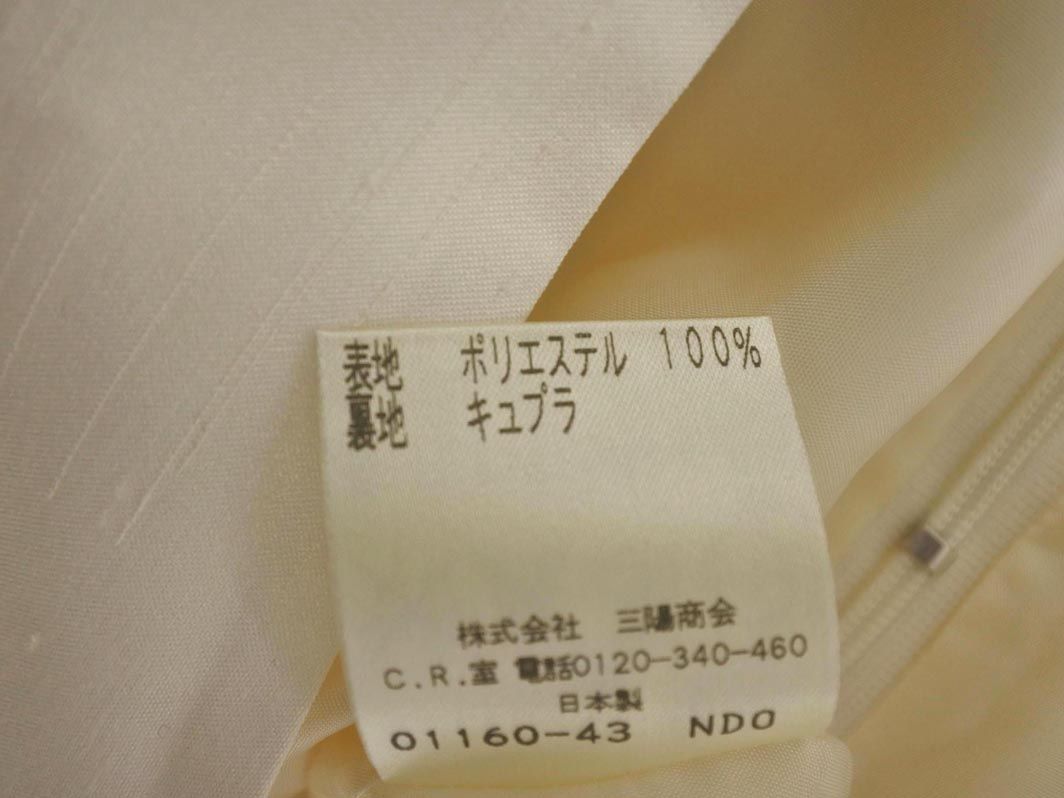 表地 ポリエステル 100%
裏地 キュプラ
株式会社 三陽商会
C.R.室 電話0120-340-460
日本製
01160-43 NDO